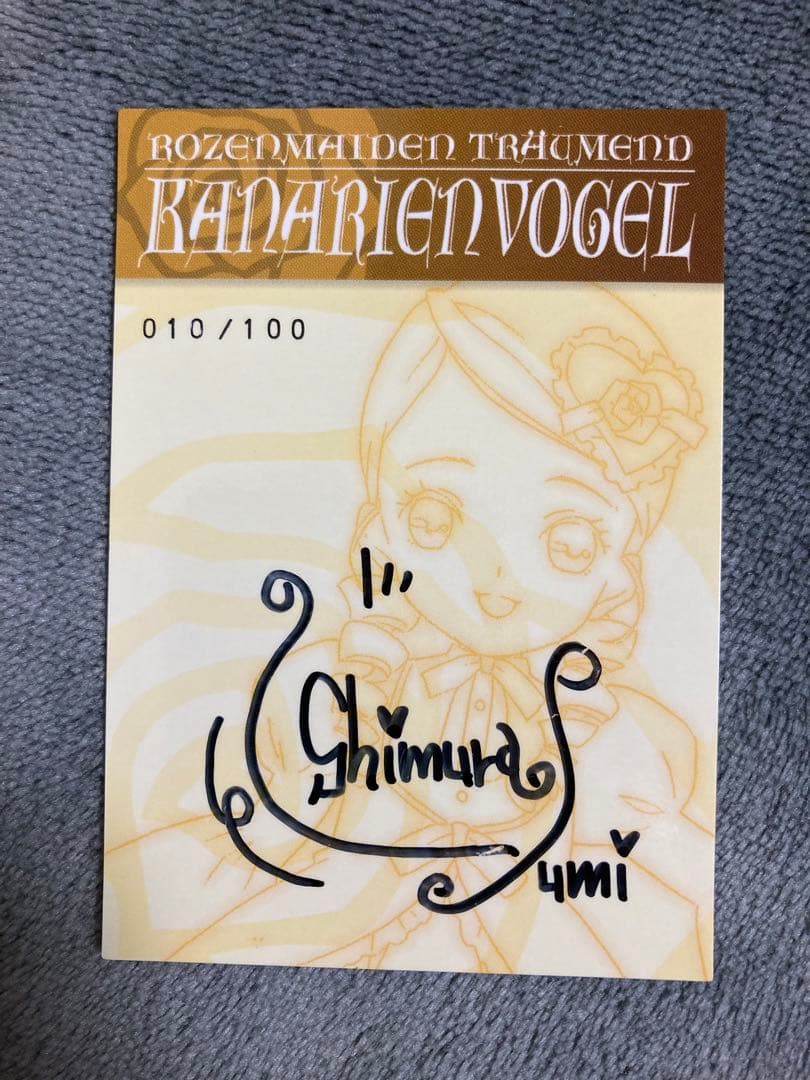 ROZENMAIDEN TRÄUMEND
KANARIENVOGEL
010/100
Shimura
Yumi